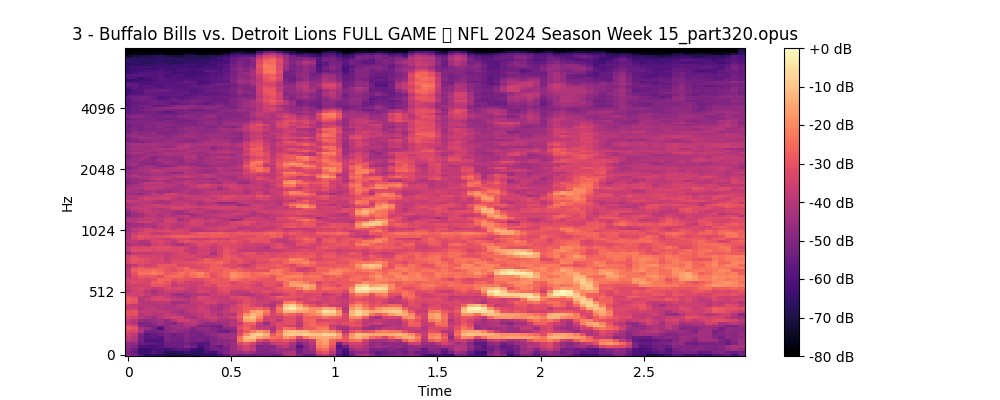 3 - Buffalo Bills vs. Detroit Lions FULL GAME ▯ NFL 2024 Season Week 15_part320.opus
+0 dB
4096
-10 dB
-20 dB
2048
-30 dB
Hz
1024
-40 dB
-50 dB
512
-60 dB
-70 dB
0
-80 dB
0
0.5
1
1.5
2
2.5
Time